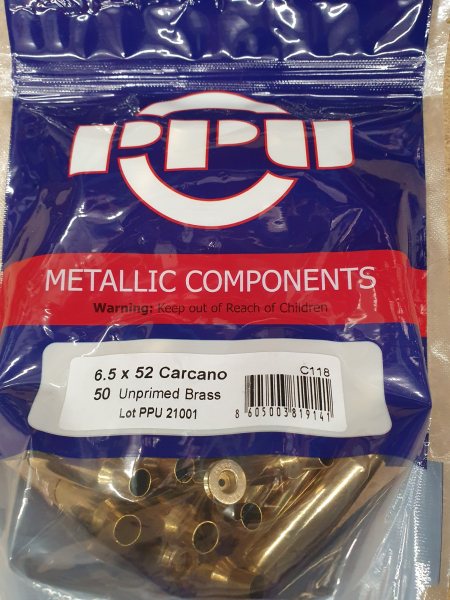 PPU
METALLIC COMPONENTS
Warning: Keep out of Reach of Children
6.5 x 52 Carcano
C118
50 Unprimed Brass
Lot PPU 21001
8 605003 819141